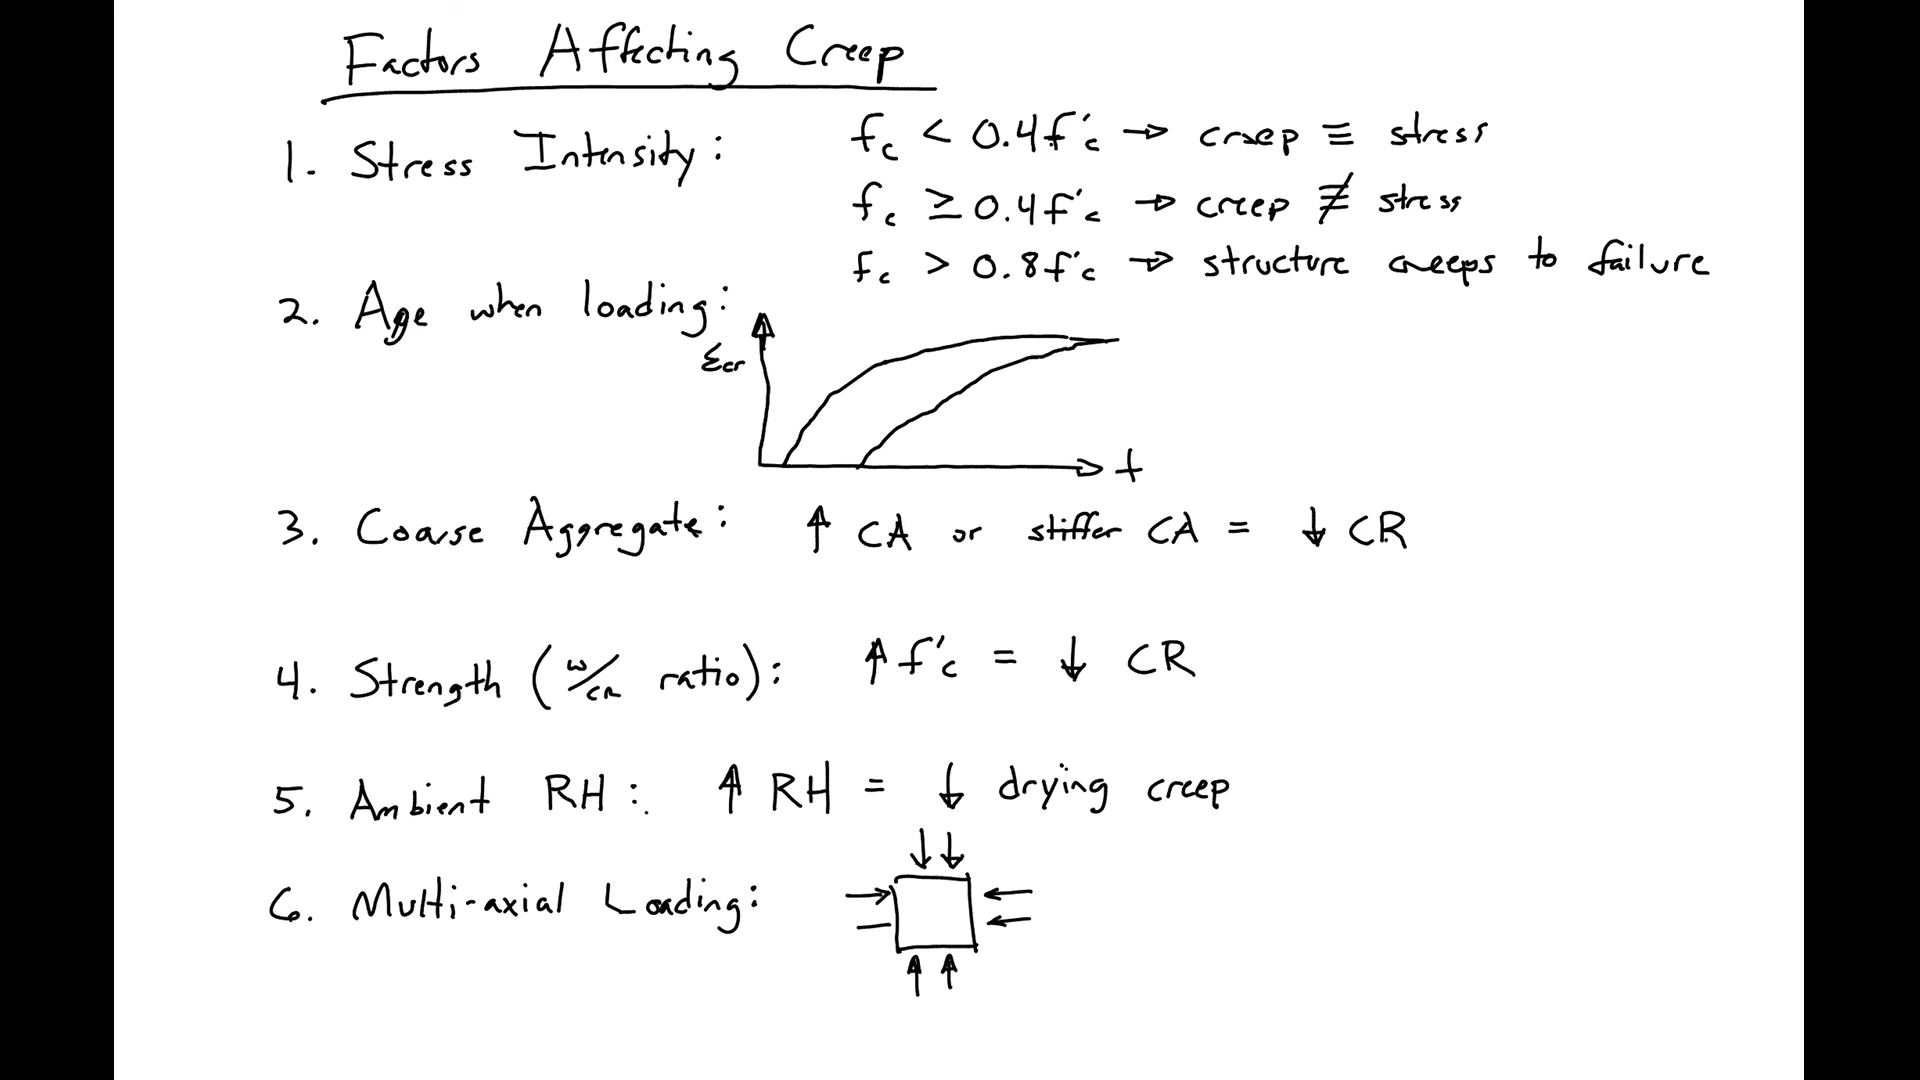 Factors Affecting Creep
1. Stress Intensity: fc < 0.4f'c → creep ≡ stress
fc ≥ 0.4f'c → creep ≢ stress
fc > 0.8f'c → structure creeps to failure
2. Age when loading:
εcr
t
3. Coarse Aggregate: ↑ CA or stiffer CA = ↓ CR
4. Strength (w/CR ratio): ↑ f'c = ↓ CR
5. Ambient RH: ↑ RH = ↓ drying creep
6. Multi-axial Loading: